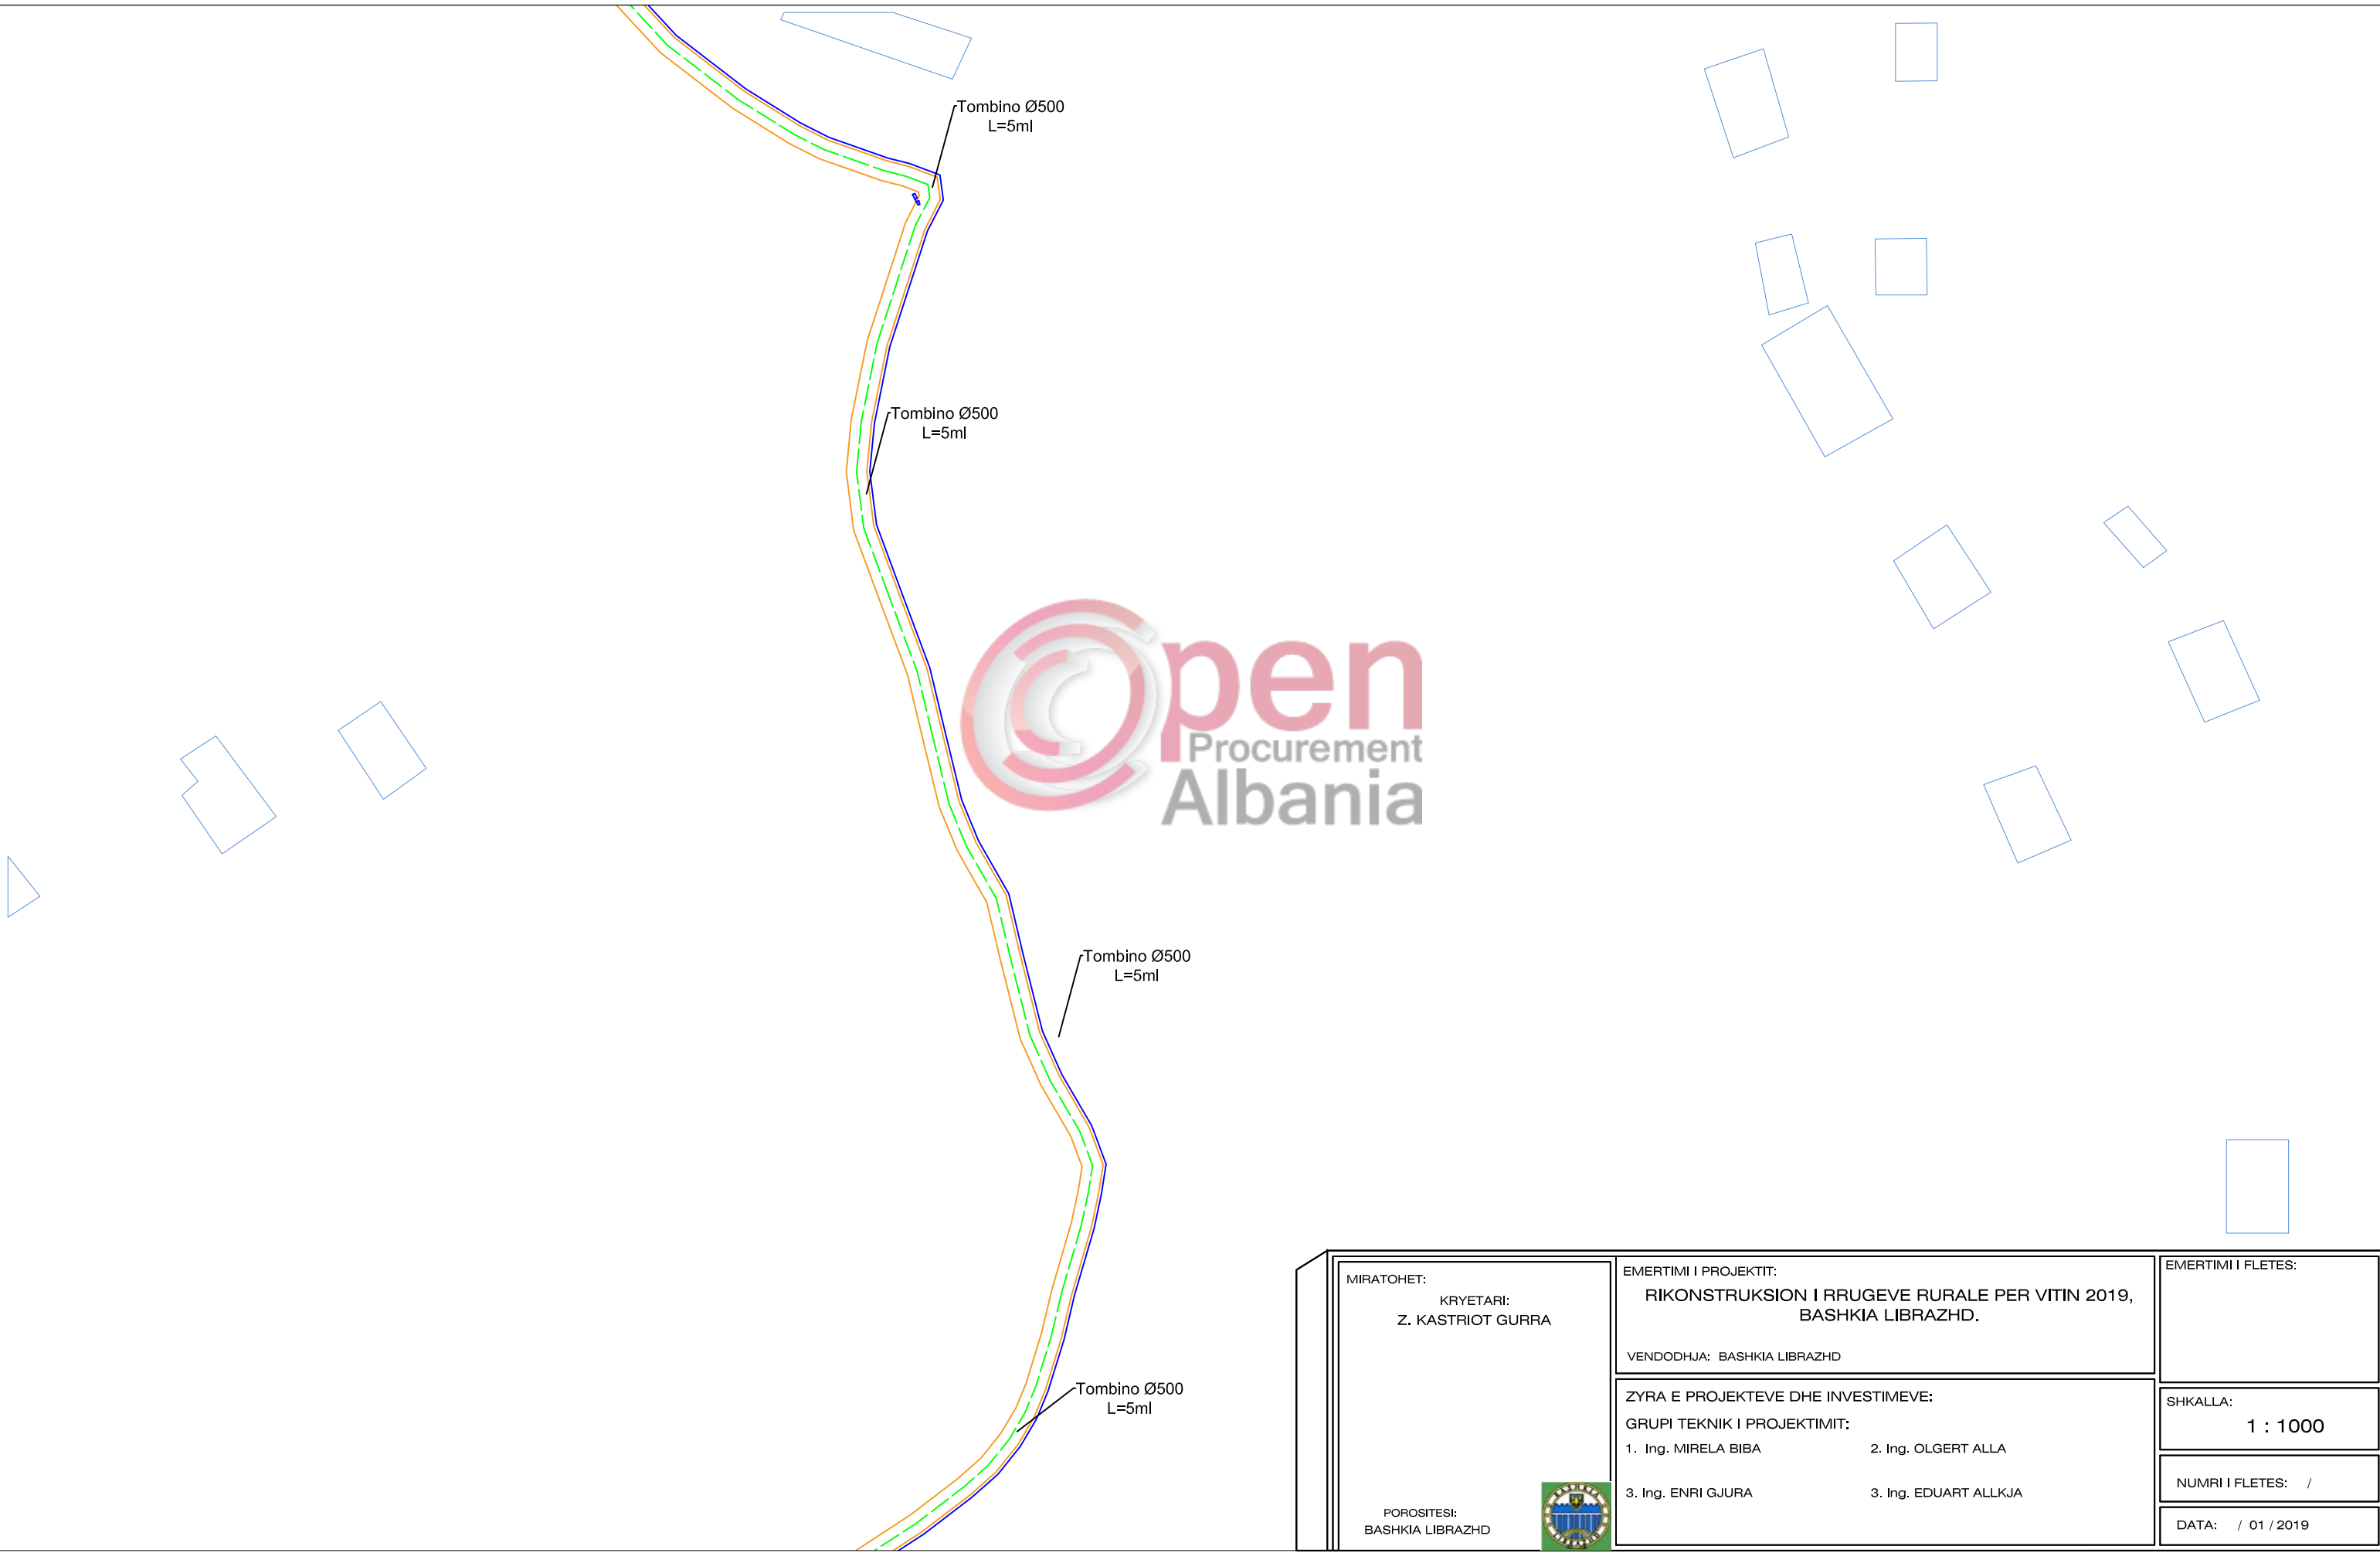 Tombino Ø500
L=5ml
Tombino Ø500
L=5ml
Open
Procurement
Albania
Tombino Ø500
L=5ml
Tombino Ø500
L=5ml
MIRATOHET:
KRYETARI:
Z. KASTRIOT GURRA
POROSITESI:
BASHKIA LIBRAZHD
EMERTIMI I PROJEKTIT:
RIKONSTRUKSION I RRUGEVE RURALE PER VITIN 2019,
BASHKIA LIBRAZHD.
VENDODHJA: BASHKIA LIBRAZHD
ZYRA E PROJEKTEVE DHE INVESTIMEVE:
GRUPI TEKNIK I PROJEKTIMIT:
1. Ing. MIRELA BIBA 2. Ing. OLGERT ALLA
3. Ing. ENRI GJURA 3. Ing. EDUART ALLKJA
EMERTIMI I FLETES:
SHKALLA:
1 : 1000
NUMRI I FLETES: /
DATA: / 01 / 2019